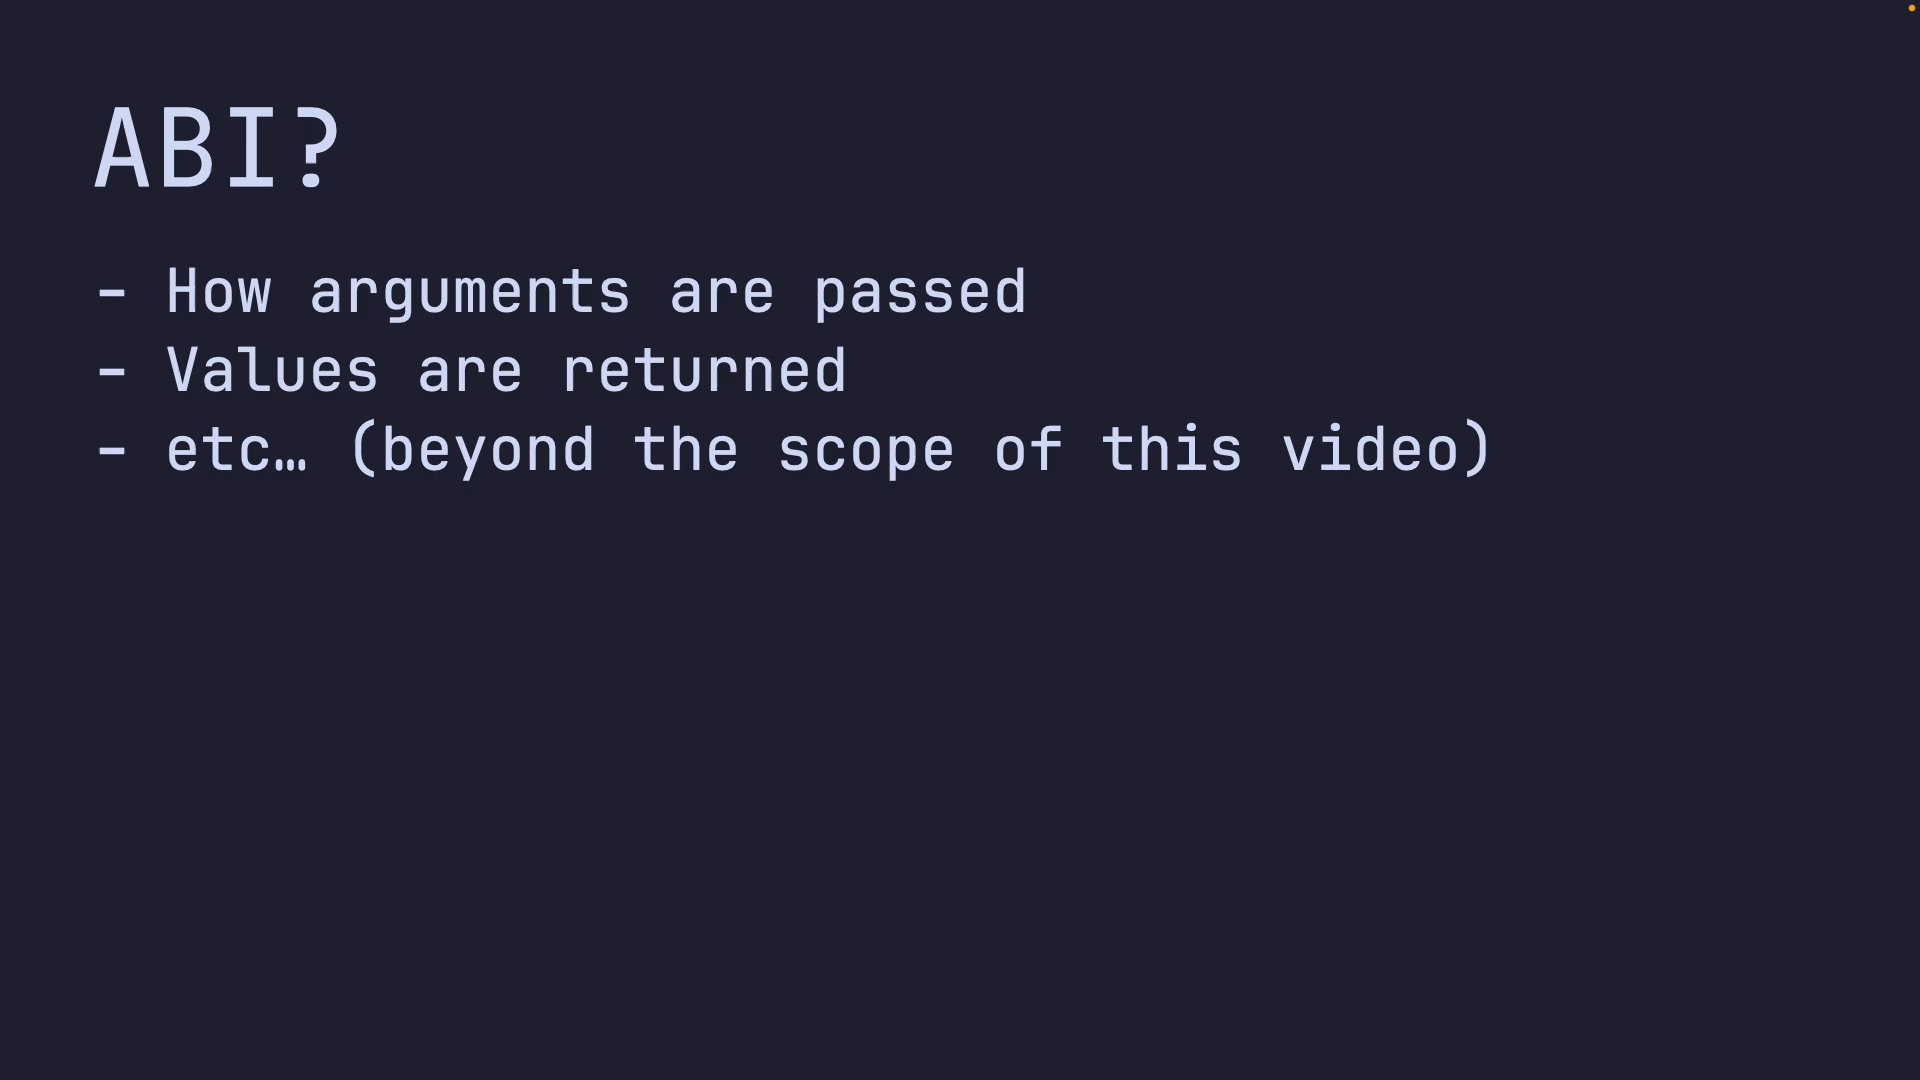 ABI?
- How arguments are passed
- Values are returned
- etc… (beyond the scope of this video)